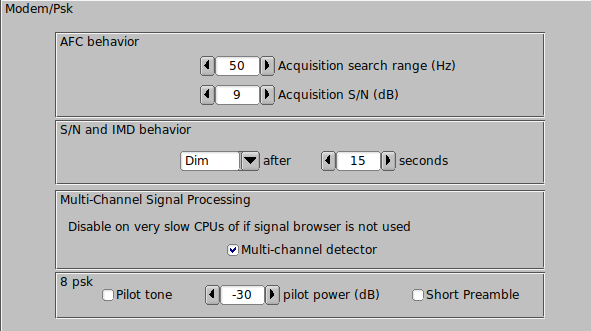 Modem/Psk
AFC behavior
50 Acquisition search range (Hz)
9 Acquisition S/N (dB)
S/N and IMD behavior
Dim after 15 seconds
Multi-Channel Signal Processing
Disable on very slow CPUs of if signal browser is not used
Multi-channel detector
8 psk
Pilot tone -30 pilot power (dB) Short Preamble